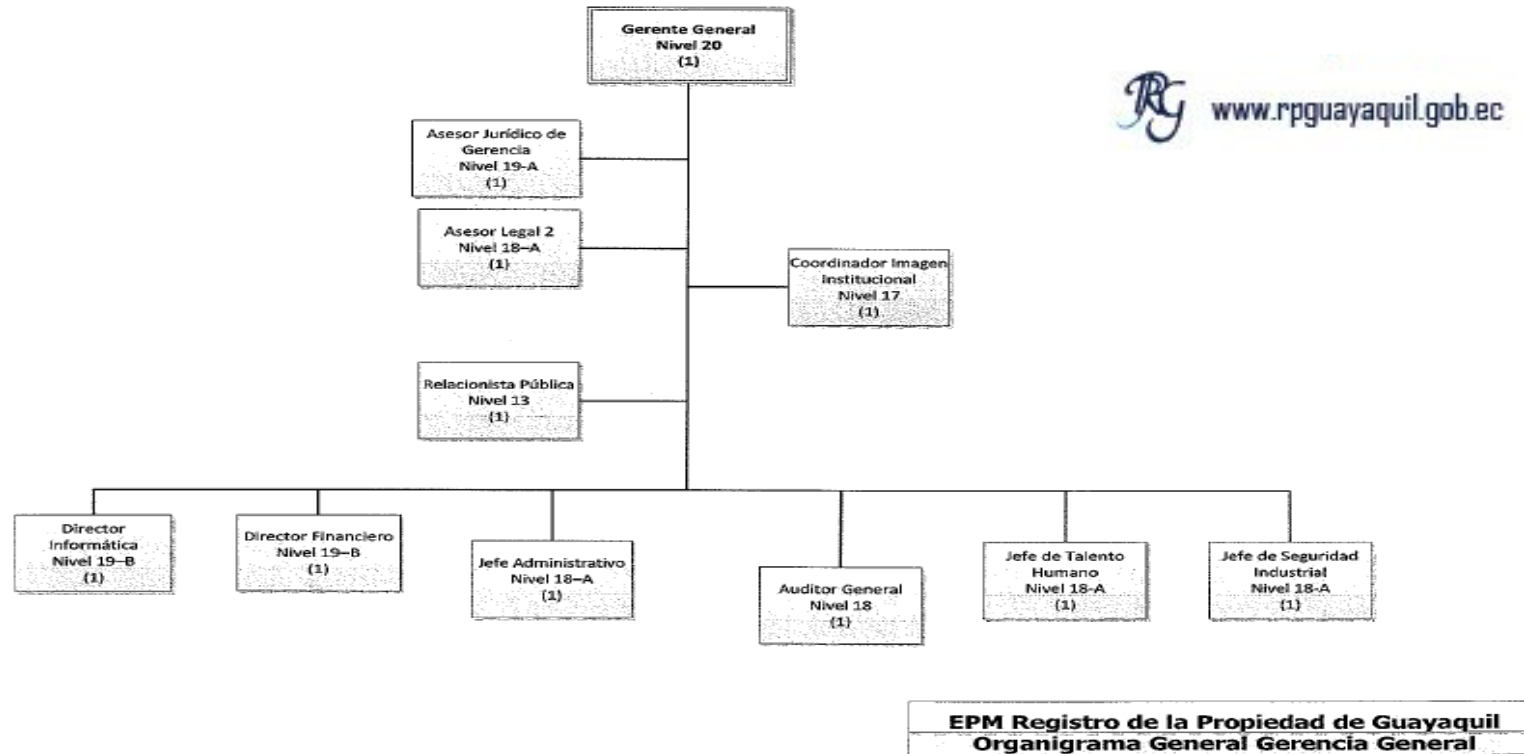 Gerente General
Nivel 20
(1)
www.rpguayaquil.gob.ec
Asesor Jurídico de
Gerencia
Nivel 19-A
(1)
Asesor Legal 2
Nivel 18–A
(1)
Coordinador Imagen
Institucional
Nivel 17
(1)
Relacionista Pública
Nivel 13
(1)
Director
Informática
Nivel 19–B
(1)
Director Financiero
Nivel 19–B
(1)
Jefe Administrativo
Nivel 18–A
(1)
Auditor General
Nivel 18
(1)
Jefe de Talento
Humano
Nivel 18-A
(1)
Jefe de Seguridad
Industrial
Nivel 18-A
(1)
EPM Registro de la Propiedad de Guayaquil
Organigrama General Gerencia General